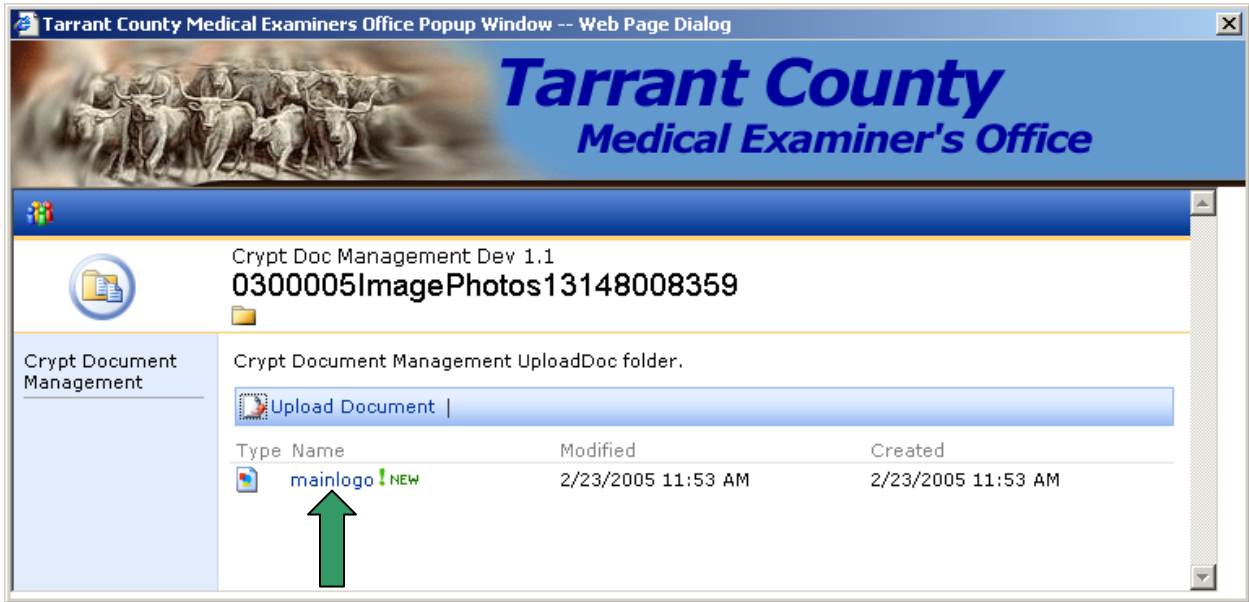 Tarrant County Medical Examiners Office Popup Window -- Web Page Dialog
Tarrant County
Medical Examiner's Office
Crypt Doc Management Dev 1.1
0300005ImagePhotos13148008359
Crypt Document Management
Crypt Document Management UploadDoc folder.
Upload Document |
Type Name Modified Created
mainlogo ! NEW 2/23/2005 11:53 AM 2/23/2005 11:53 AM